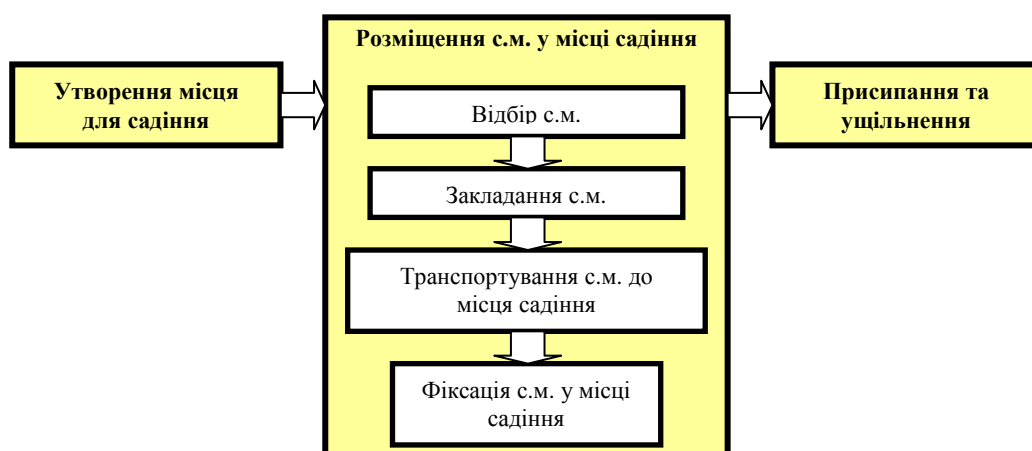 Утворення місця
для садіння
Розміщення с.м. у місці садіння
Відбір с.м.
Закладання с.м.
Транспортування с.м. до
місця садіння
Фіксація с.м. у місці
садіння
Присипання та
ущільнення